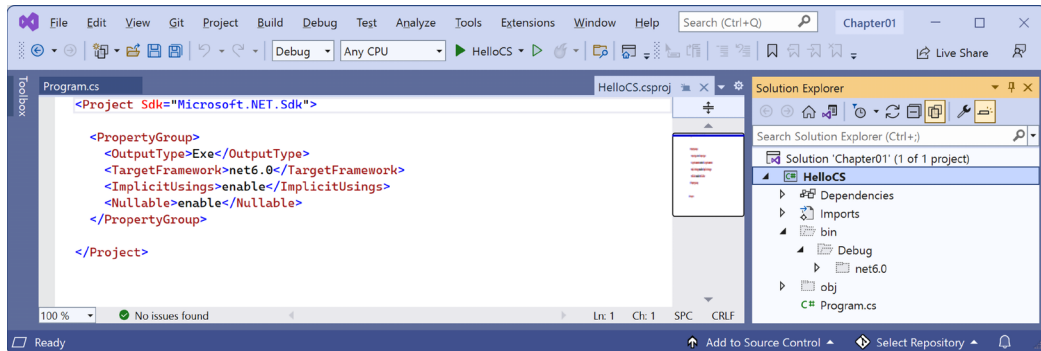 File Edit View Git Project Build Debug Test Analyze Tools Extensions Window Help Search (Ctrl+Q) Chapter01
Debug Any CPU HelloCS Live Share
Toolbox
Program.cs HelloCS.csproj
<Project Sdk="Microsoft.NET.Sdk">
<PropertyGroup>
<OutputType>Exe</OutputType>
<TargetFramework>net6.0</TargetFramework>
<ImplicitUsings>enable</ImplicitUsings>
<Nullable>enable</Nullable>
</PropertyGroup>
</Project>
100 % No issues found Ln: 1 Ch: 1 SPC CRLF
Solution Explorer
Search Solution Explorer (Ctrl+;)
Solution 'Chapter01' (1 of 1 project)
C# HelloCS
Dependencies
Imports
bin
Debug
net6.0
obj
C# Program.cs
Ready Add to Source Control Select Repository